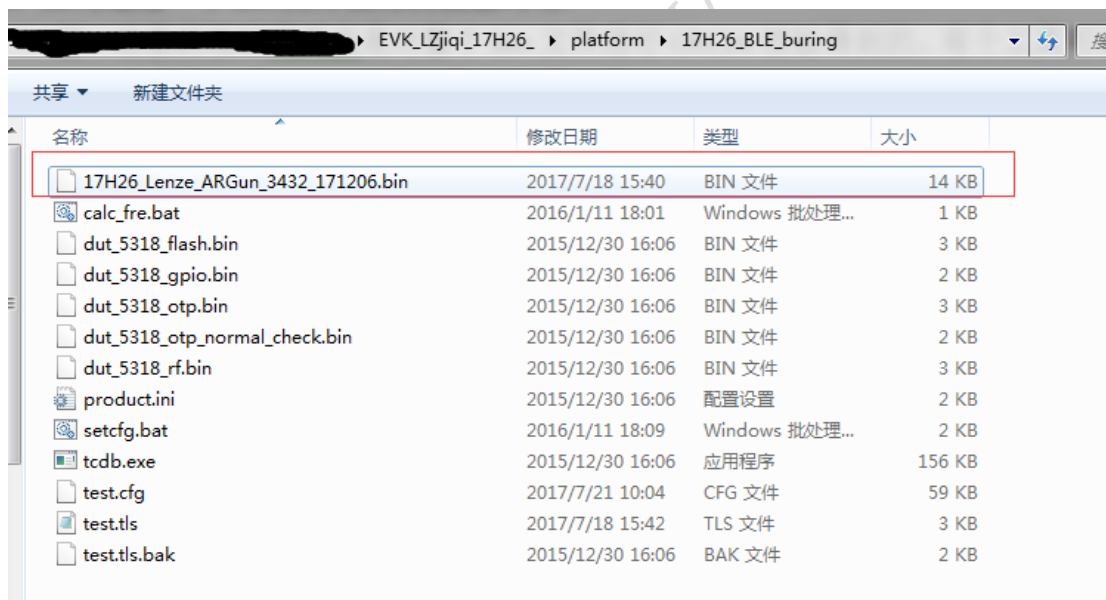 EVK_LZjiqi_17H26_ platform 17H26_BLE_buring
共享 新建文件夹
名称 修改日期 类型 大小
17H26_Lenze_ARGun_3432_171206.bin 2017/7/18 15:40 BIN 文件 14 KB
calc_fre.bat 2016/1/11 18:01 Windows 批处理... 1 KB
dut_5318_flash.bin 2015/12/30 16:06 BIN 文件 3 KB
dut_5318_gpio.bin 2015/12/30 16:06 BIN 文件 2 KB
dut_5318_otp.bin 2015/12/30 16:06 BIN 文件 3 KB
dut_5318_otp_normal_check.bin 2015/12/30 16:06 BIN 文件 2 KB
dut_5318_rf.bin 2015/12/30 16:06 BIN 文件 3 KB
product.ini 2015/12/30 16:06 配置设置 2 KB
setcfg.bat 2016/1/11 18:09 Windows 批处理... 2 KB
tcdb.exe 2015/12/30 16:06 应用程序 156 KB
test.cfg 2017/7/21 10:04 CFG 文件 59 KB
test.tls 2017/7/18 15:42 TLS 文件 3 KB
test.tls.bak 2015/12/30 16:06 BAK 文件 2 KB